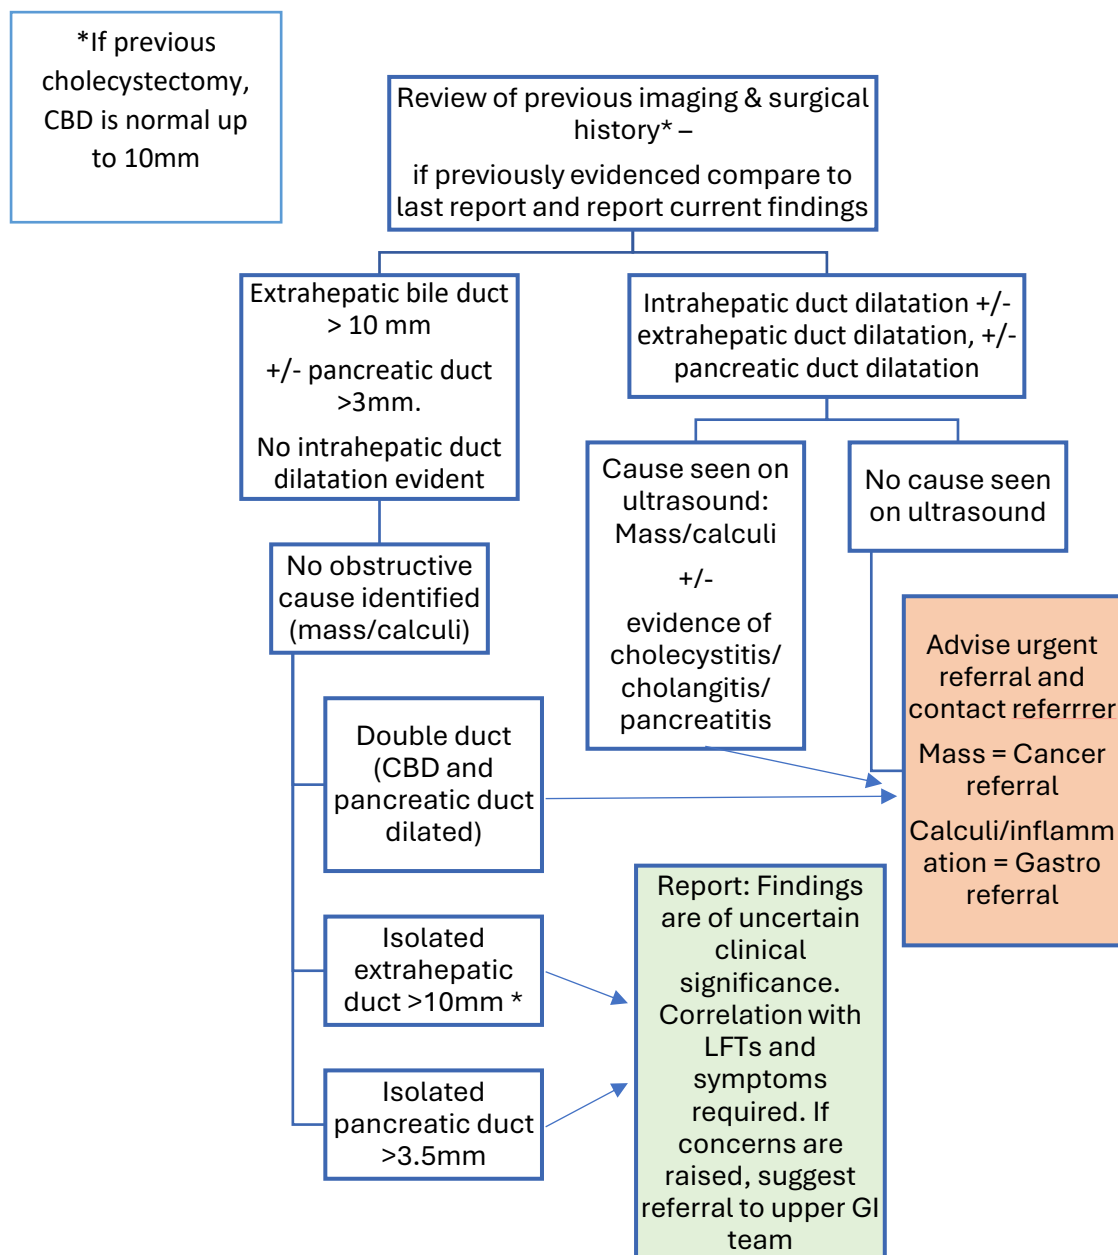 *If previous
cholecystectomy,
CBD is normal up
to 10mm
Review of previous imaging & surgical
history* –
if previously evidenced compare to
last report and report current findings
Extrahepatic bile duct
> 10 mm
+/- pancreatic duct
>3mm.
No intrahepatic duct
dilatation evident
Intrahepatic duct dilatation +/-
extrahepatic duct dilatation, +/-
pancreatic duct dilatation
No obstructive
cause identified
(mass/calculi)
Cause seen on
ultrasound:
Mass/calculi
+/-
evidence of
cholecystitis/
cholangitis/
pancreatitis
No cause seen
on ultrasound
Double duct
(CBD and
pancreatic duct
dilated)
Isolated
extrahepatic
duct >10mm *
Isolated
pancreatic duct
>3.5mm
Advise urgent
referral and
contact referrrer
Mass = Cancer
referral
Calculi/inflamm
ation = Gastro
referral
Report: Findings
are of uncertain
clinical
significance.
Correlation with
LFTs and
symptoms
required. If
concerns are
raised, suggest
referral to upper GI
team